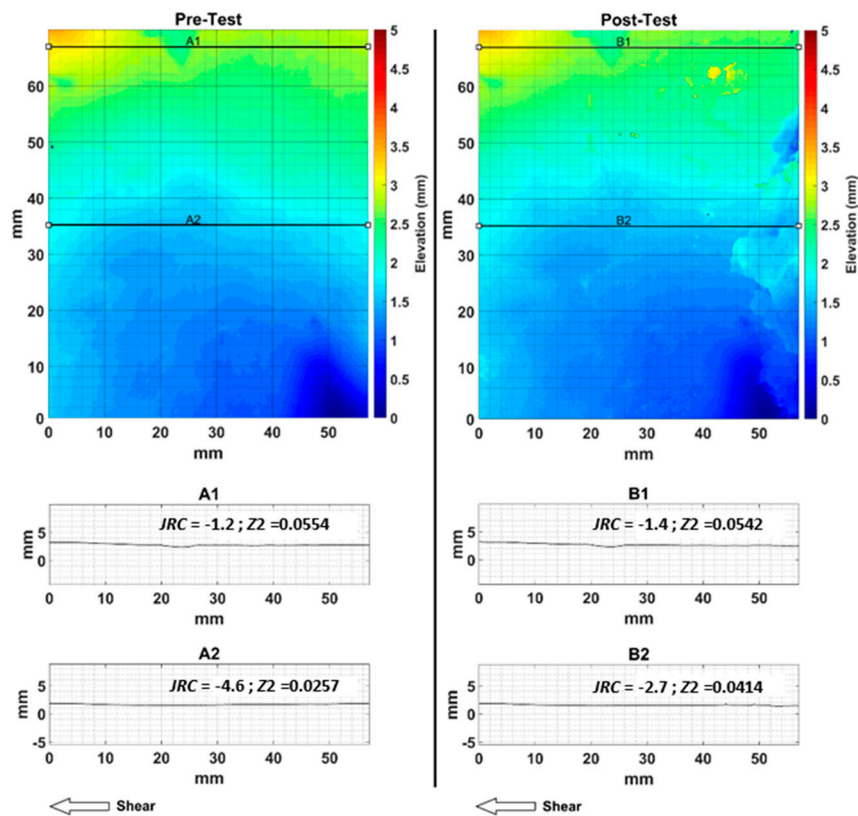 Pre-Test
Post-Test
A1
B1
A2
B2
mm
60
50
40
30
20
10
0
0 10 20 30 40 50
mm
5
4.5
4
3.5
3
2.5
2
1.5
1
0.5
0
Elevation (mm)
mm
60
50
40
30
20
10
0
0 10 20 30 40 50
mm
5
4.5
4
3.5
3
2.5
2
1.5
1
0.5
0
Elevation (mm)
A1
JRC = -1.2 ; Z2 =0.0554
mm
5
0
0 10 20 30 40 50
mm
B1
JRC = -1.4 ; Z2 =0.0542
mm
5
0
0 10 20 30 40 50
mm
A2
JRC = -4.6 ; Z2 =0.0257
mm
5
0
-5
0 10 20 30 40 50
mm
B2
JRC = -2.7 ; Z2 =0.0414
mm
5
0
-5
0 10 20 30 40 50
mm
Shear
Shear